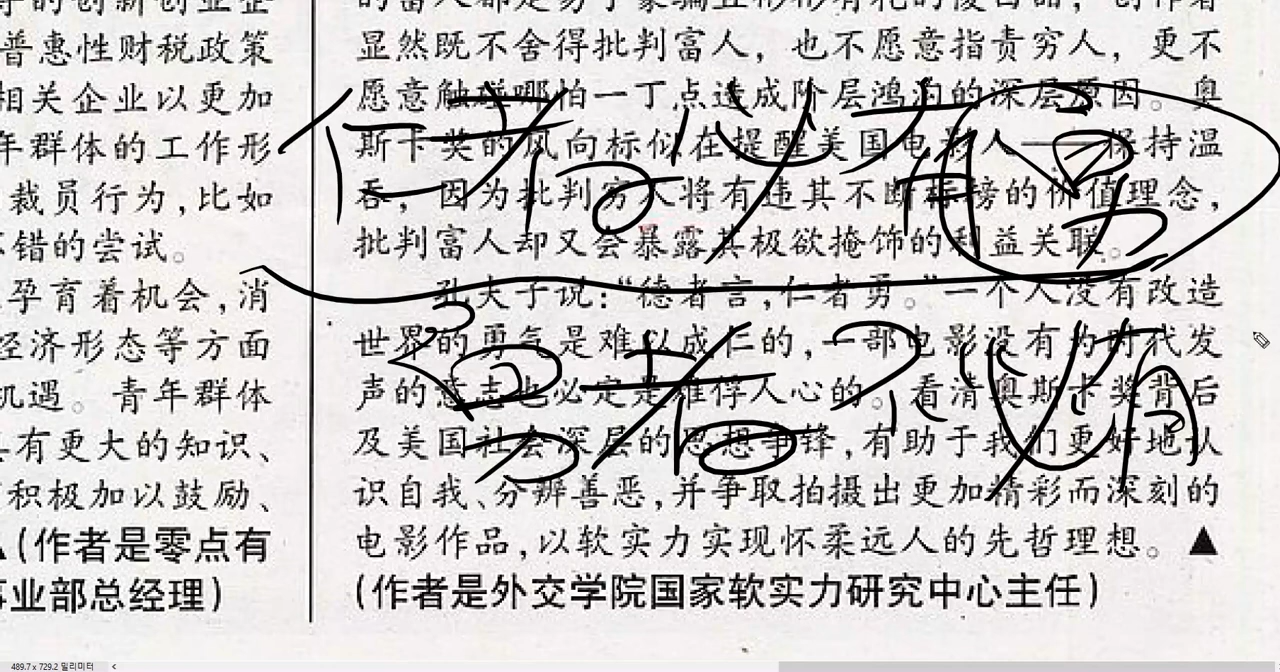 普惠性财税政策
相关企业以更加
年群体的工作形
裁员行为,比如
错的尝试。
孕育着机会,消
经济形态等方面
机遇。青年群体
有更大的知识、
积极加以鼓励、
(作者是零点有
事业部总经理)
显然既不舍得批判富人,也不愿意指责穷人,更不
愿意触碰哪怕一丁点造成阶层鸿沟的深层原因。奥
斯卡奖的风向标似在提醒美国电影人——保持温
吞,因为批判穷人将有违其不断标榜的价值理念,
批判富人却又会暴露其极欲掩饰的利益关联。
孔夫子说:“德者言,仁者勇。”一个人没有改造
世界的勇气是难以成仁的,一部电影没有为时代发
声的意志也必定是难得人心的。看清奥斯卡奖背后
及美国社会深层的思想争锋,有助于我们更好地认
识自我、分辨善恶,并争取拍摄出更加精彩而深刻的
电影作品,以软实力实现怀柔远人的先哲理想。▲
(作者是外交学院国家软实力研究中心主任)
仁者必有勇
勇者不必有
489.7 x 729.2 밀리미터